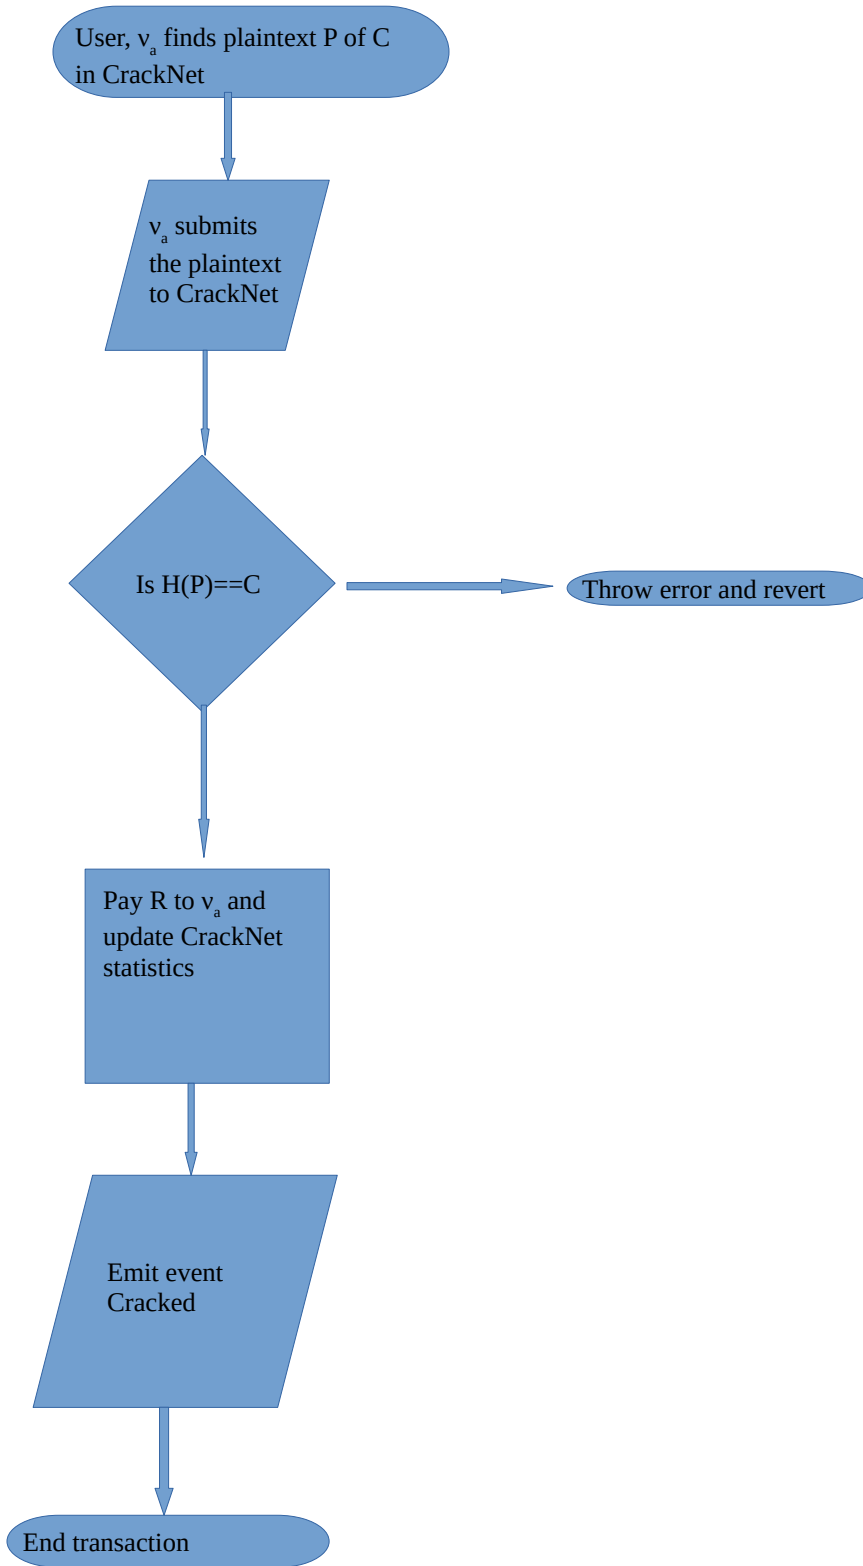 User, νₐ finds plaintext P of C
in CrackNet
νₐ submits
the plaintext
to CrackNet
Is H(P)==C
Throw error and revert
Pay R to νₐ and
update CrackNet
statistics
Emit event
Cracked
End transaction